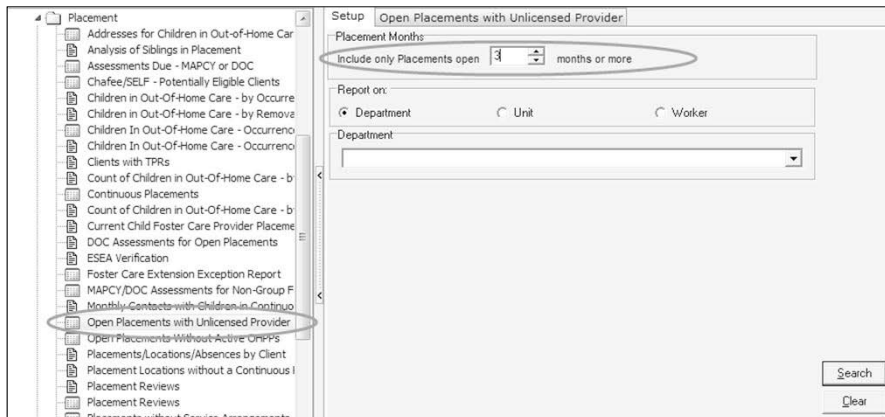 Placement
Addresses for Children in Out-of-Home Car
Analysis of Siblings in Placement
Assessments Due - MAPCY or DOC
Chafee/SELF - Potentially Eligible Clients
Children in Out-Of-Home Care - by Occurre
Children in Out-Of-Home Care - by Remova
Children In Out-Of-Home Care - Occurrence
Children In Out-Of-Home Care - Occurrence
Clients with TPRs
Count of Children in Out-Of-Home Care - b
Continuous Placements
Count of Children in Out-Of-Home Care - b
Current Child Foster Care Provider Placeme
DOC Assessments for Open Placements
ESEA Verification
Foster Care Extension Exception Report
MAPCY/DOC Assessments for Non-Group F
Monthly Contacts with Children in Continuo
Open Placements with Unlicensed Provider
Open Placements Without Active OHPPs
Placements/Locations/Absences by Client
Placement Locations without a Continuous
Placement Reviews
Placement Reviews
Placements without Service Arrangements
Setup Open Placements with Unlicensed Provider
Placement Months
Include only Placements open 3 months or more
Report on:
Department Unit Worker
Department
Search
Clear